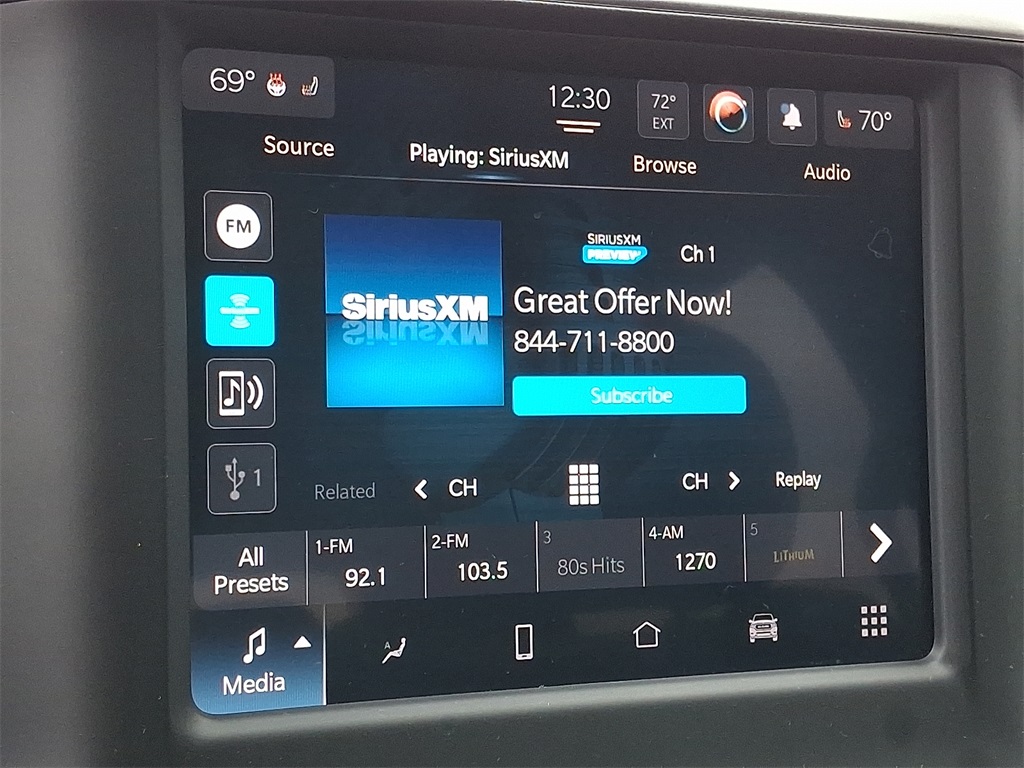 69°
12:30
72°
EXT
70°
Source
Playing: SiriusXM
Browse
Audio
FM
SIRIUSXM
PREVIEW
Ch 1
SiriusXM
Great Offer Now!
844-711-8800
Subscribe
1
Related
CH
CH
Replay
All
Presets
1-FM
92.1
2-FM
103.5
3
80s Hits
4-AM
1270
5
LITHIUM
A
Media